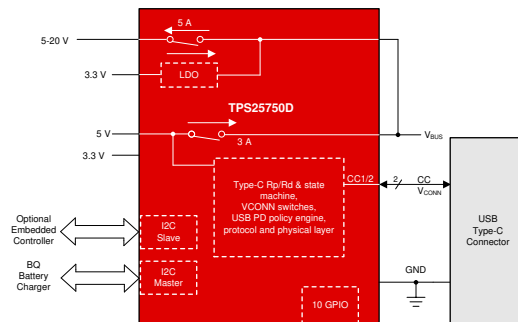 5 A
5-20 V
3.3 V
LDO
TPS25750D
5 V
3 A
VBUS
3.3 V
CC1/2
2
CC
VCONN
Type-C Rp/Rd & state
machine,
VCONN switches,
USB PD policy engine,
protocol and physical layer
USB
Type-C
Connector
Optional
Embedded
Controller
I2C
Slave
BQ
Battery
Charger
I2C
Master
GND
10 GPIO